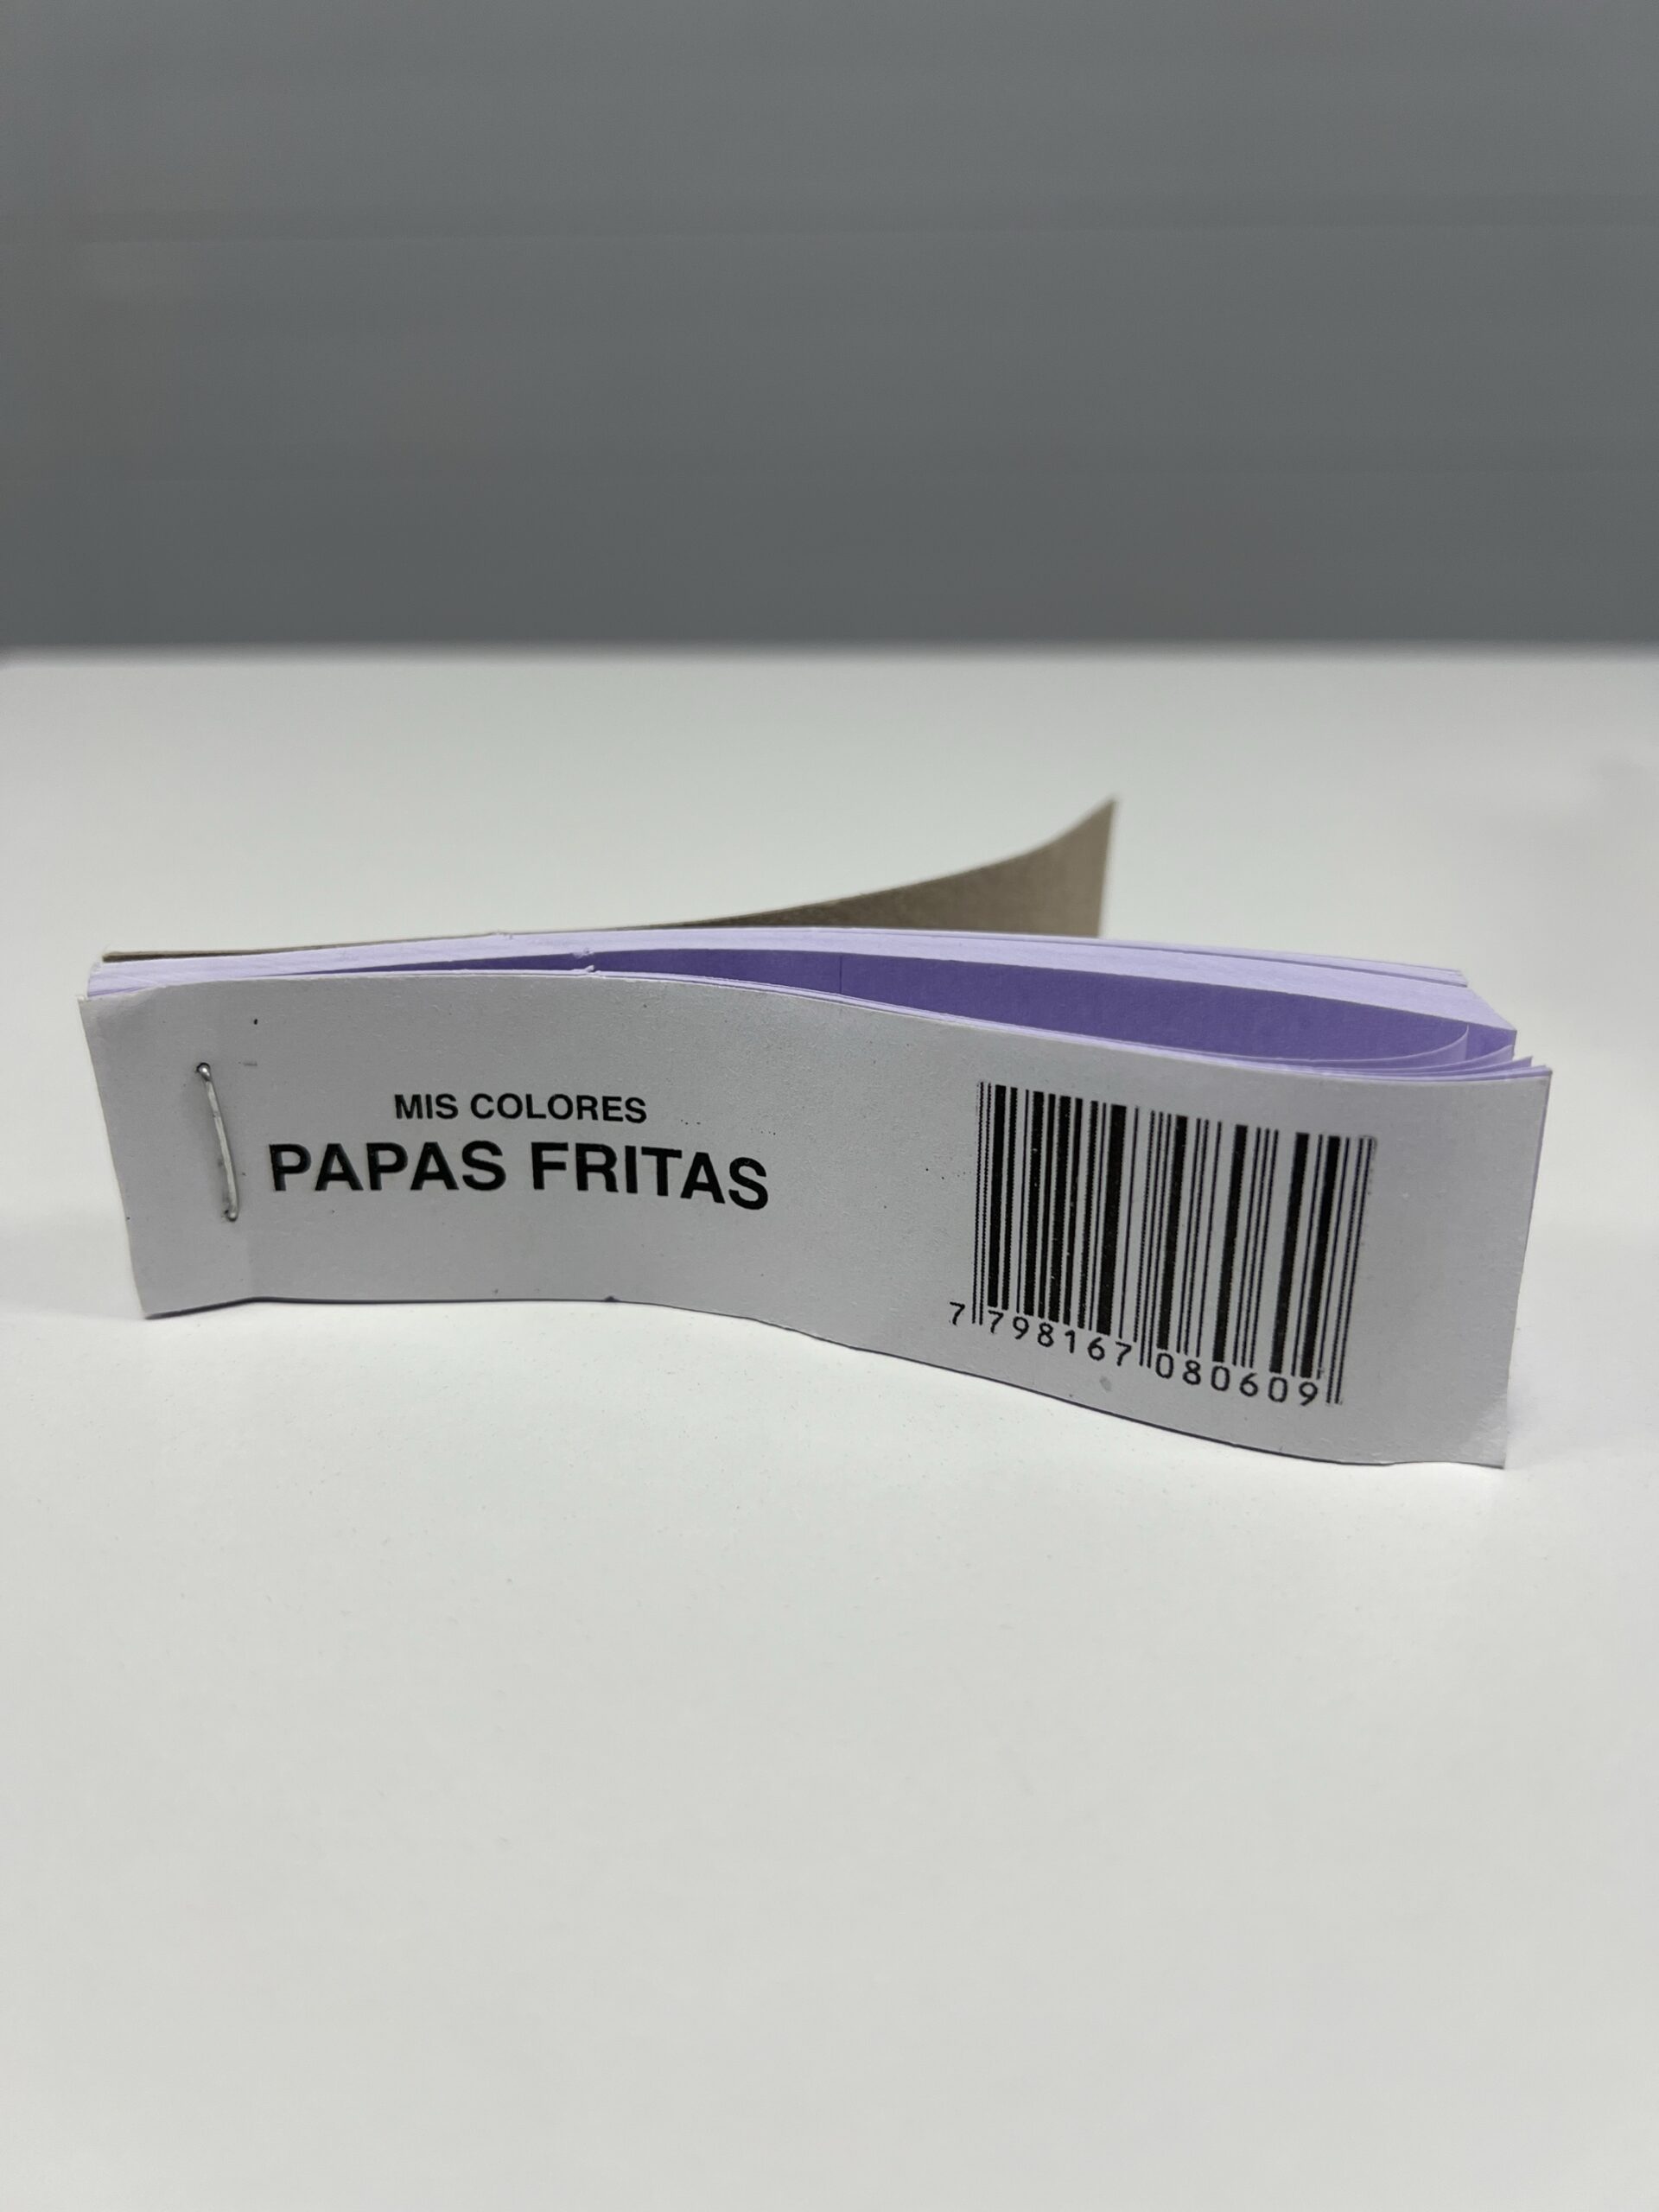 MIS COLORES
PAPAS FRITAS
7 798167 080609